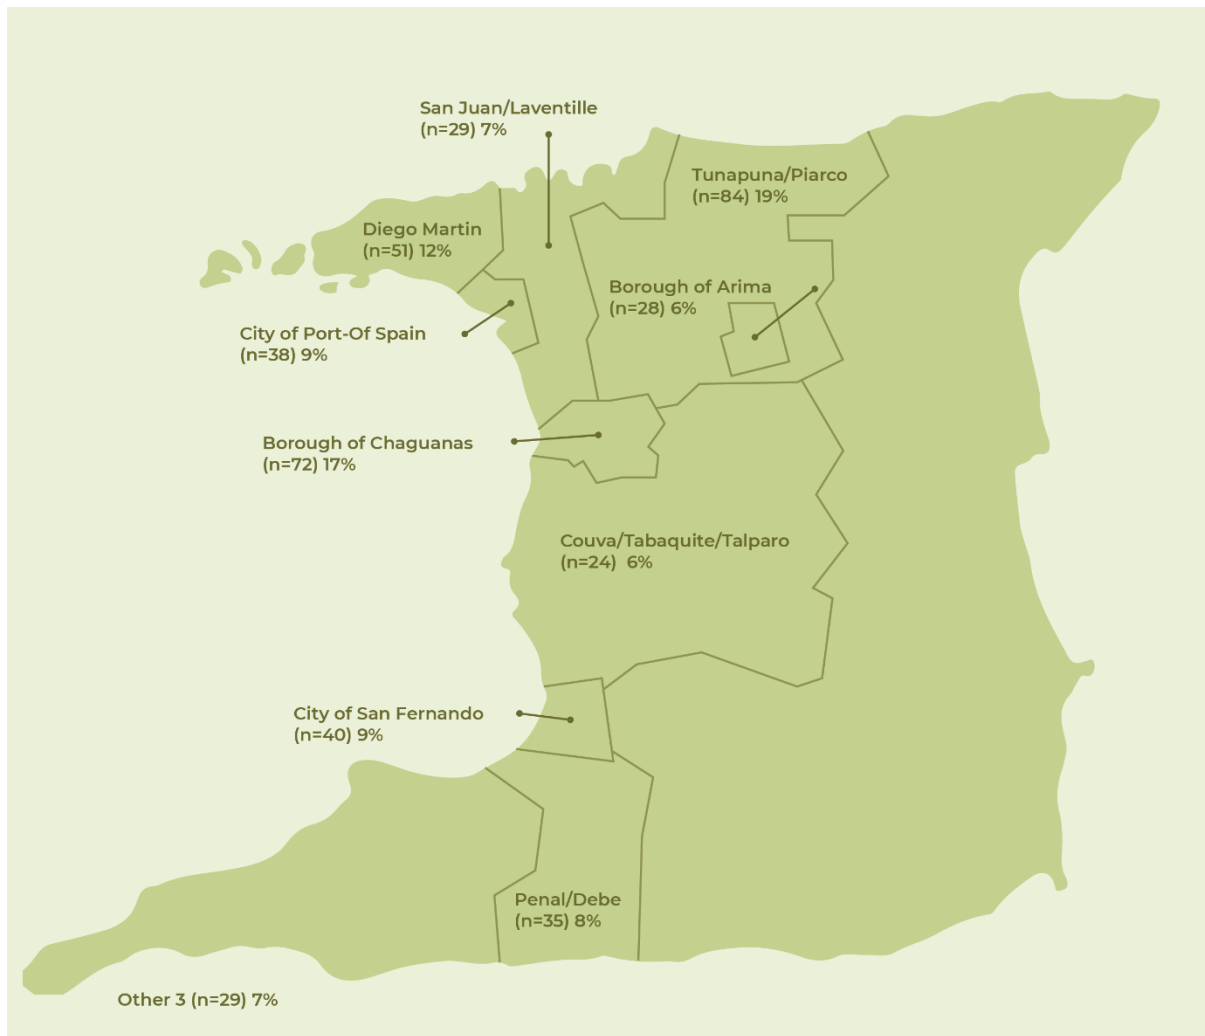 San Juan/Laventille
(n=29) 7%
Tunapuna/Piarco
(n=84) 19%
Diego Martin
(n=51) 12%
Borough of Arima
(n=28) 6%
City of Port-Of Spain
(n=38) 9%
Borough of Chaguanas
(n=72) 17%
Couva/Tabaquite/Talparo
(n=24)  6%
City of San Fernando
(n=40) 9%
Penal/Debe
(n=35) 8%
Other 3 (n=29) 7%